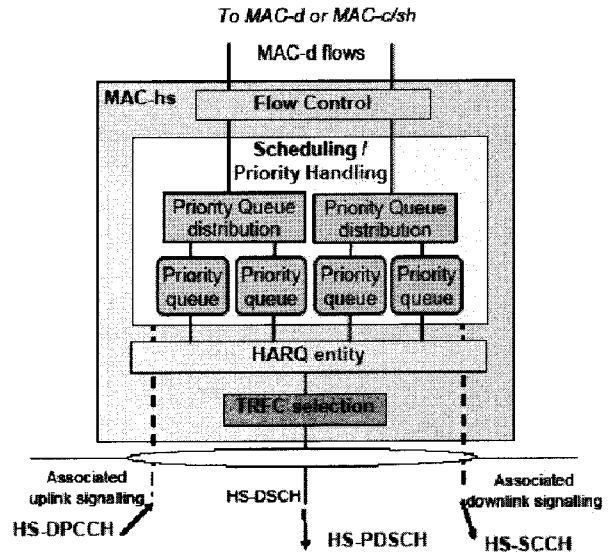 To MAC-d or MAC-c/sh
MAC-d flows
MAC-hs
Flow Control
Scheduling /
Priority Handling
Priority Queue
distribution
Priority Queue
distribution
Priority
queue
Priority
queue
Priority
queue
Priority
queue
HARQ entity
TRFC selection
Associated
uplink signalling
HS-DSCH
Associated
downlink signalling
HS-DPCCH
HS-PDSCH
HS-SCCH